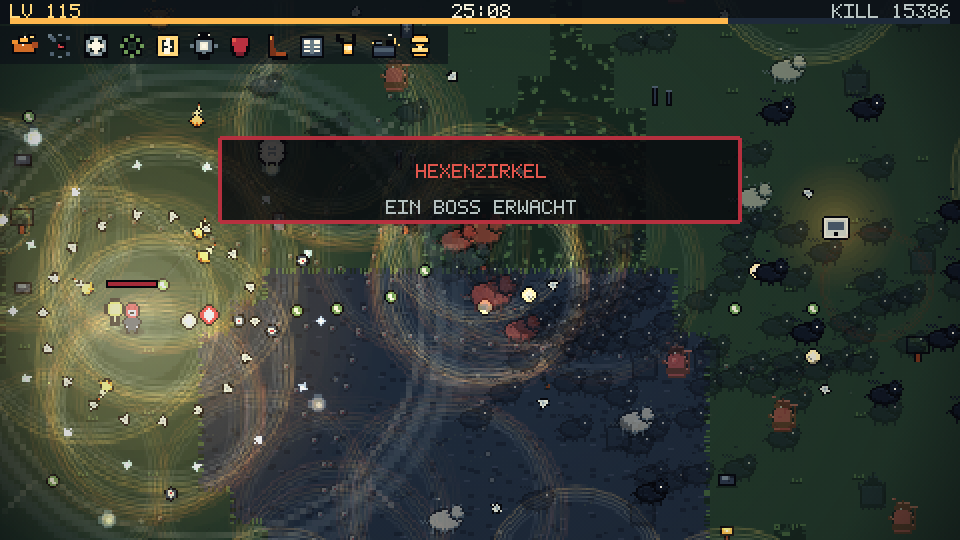 LV 115
25:08
KILL 15386
HEXENZIRKEL
EIN BOSS ERWACHT